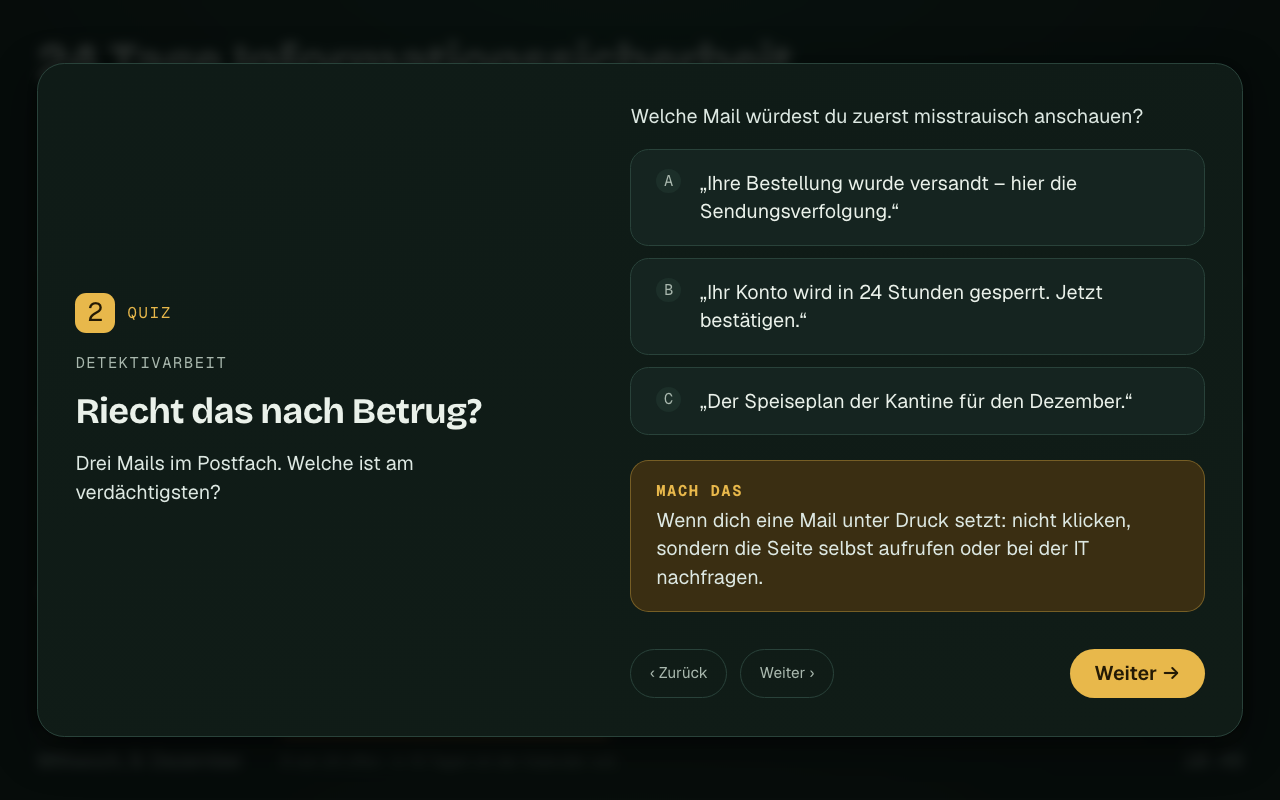 2 QUIZ
DETEKTIVARBEIT
Riecht das nach Betrug?
Drei Mails im Postfach. Welche ist am
verdächtigsten?
Welche Mail würdest du zuerst misstrauisch anschauen?
A „Ihre Bestellung wurde versandt – hier die
Sendungsverfolgung.“
B „Ihr Konto wird in 24 Stunden gesperrt. Jetzt
bestätigen.“
C „Der Speiseplan der Kantine für den Dezember.“
MACH DAS
Wenn dich eine Mail unter Druck setzt: nicht klicken,
sondern die Seite selbst aufrufen oder bei der IT
nachfragen.
‹ Zurück Weiter › Weiter →